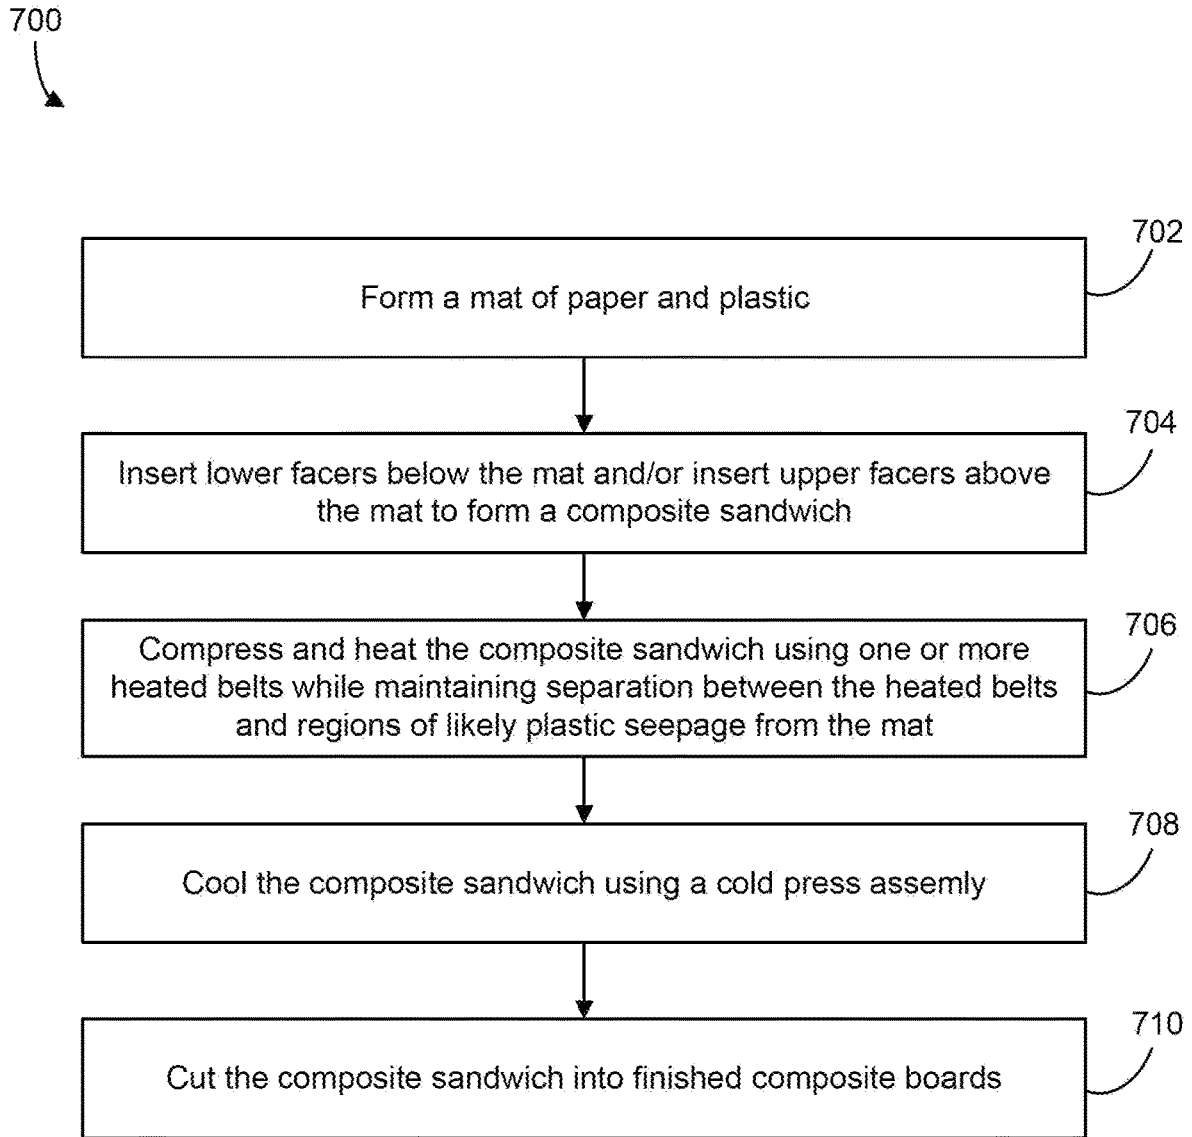 700
702
Form a mat of paper and plastic
704
Insert lower facers below the mat and/or insert upper facers above
the mat to form a composite sandwich
706
Compress and heat the composite sandwich using one or more
heated belts while maintaining separation between the heated belts
and regions of likely plastic seepage from the mat
708
Cool the composite sandwich using a cold press assemly
710
Cut the composite sandwich into finished composite boards